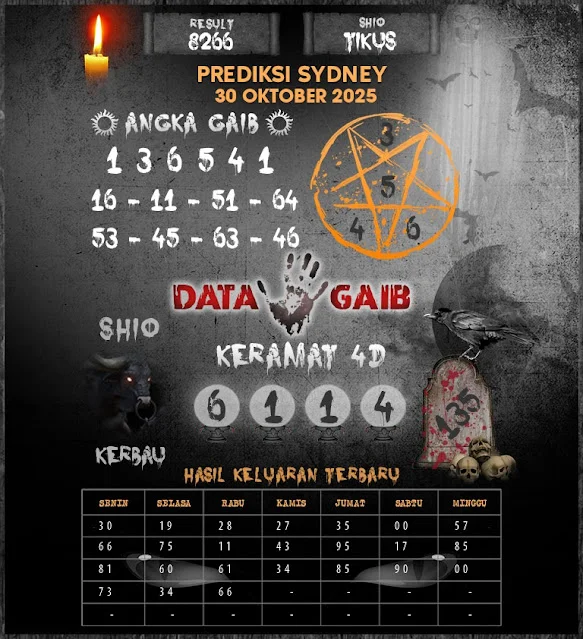 RESULT
8266
SHIO
TIKUS
PREDIKSI SYDNEY
30 OKTOBER 2025
ANGKA GAIB
1 3 6 5 4 1
16 - 11 - 51 - 64
53 - 45 - 63 - 46
3
5
4 6
DATA GAIB
SHIO
KERAMAT 4D
6 1 1 4
135
KERBAU
HASIL KELUARAN TERBARU
SENIN SELASA RABU KAMIS JUMAT SABTU MINGGU
30 19 28 27 35 00 57
66 75 11 43 95 17 85
81 60 61 34 85 90 00
73 34 66 - - - -
- - - - - - -